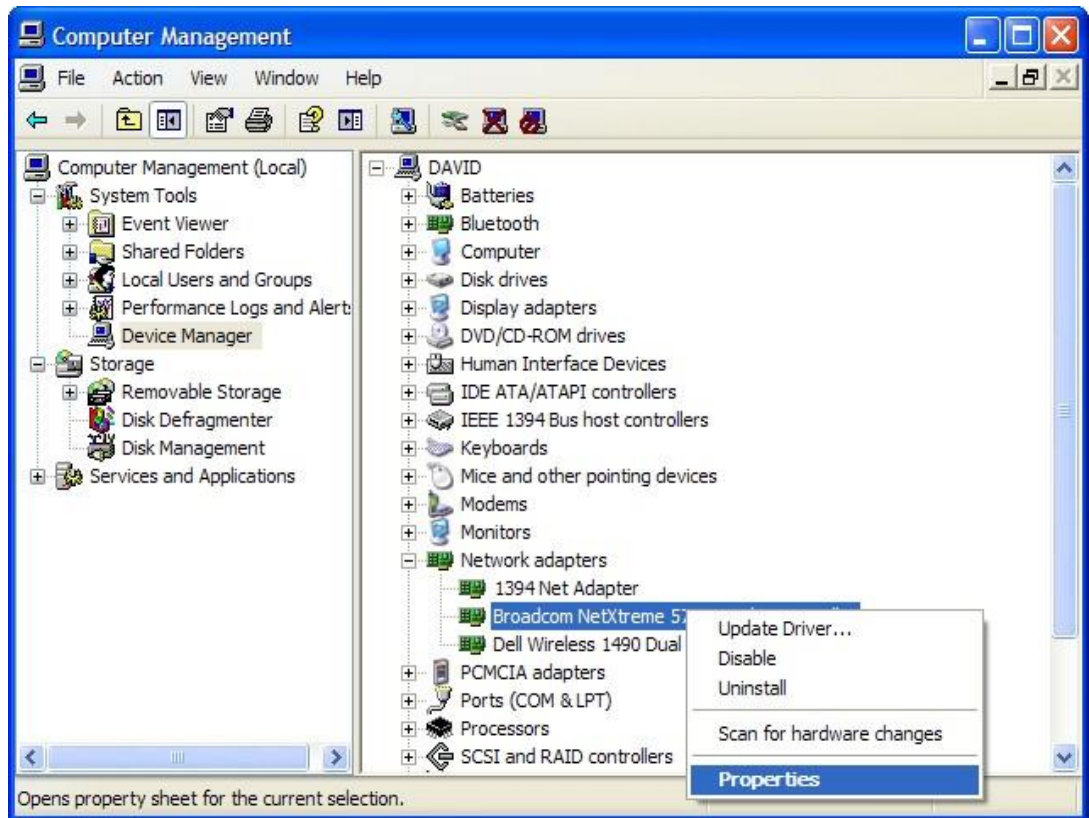 Computer Management
File Action View Window Help
Computer Management (Local)
System Tools
Event Viewer
Shared Folders
Local Users and Groups
Performance Logs and Alert
Device Manager
Storage
Removable Storage
Disk Defragmenter
Disk Management
Services and Applications
DAVID
Batteries
Bluetooth
Computer
Disk drives
Display adapters
DVD/CD-ROM drives
Human Interface Devices
IDE ATA/ATAPI controllers
IEEE 1394 Bus host controllers
Keyboards
Mice and other pointing devices
Modems
Monitors
Network adapters
1394 Net Adapter
Broadcom NetXtreme 5
Dell Wireless 1490 Dual
PCMCIA adapters
Ports (COM & LPT)
Processors
SCSI and RAID controllers
Update Driver...
Disable
Uninstall
Scan for hardware changes
Properties
Opens property sheet for the current selection.